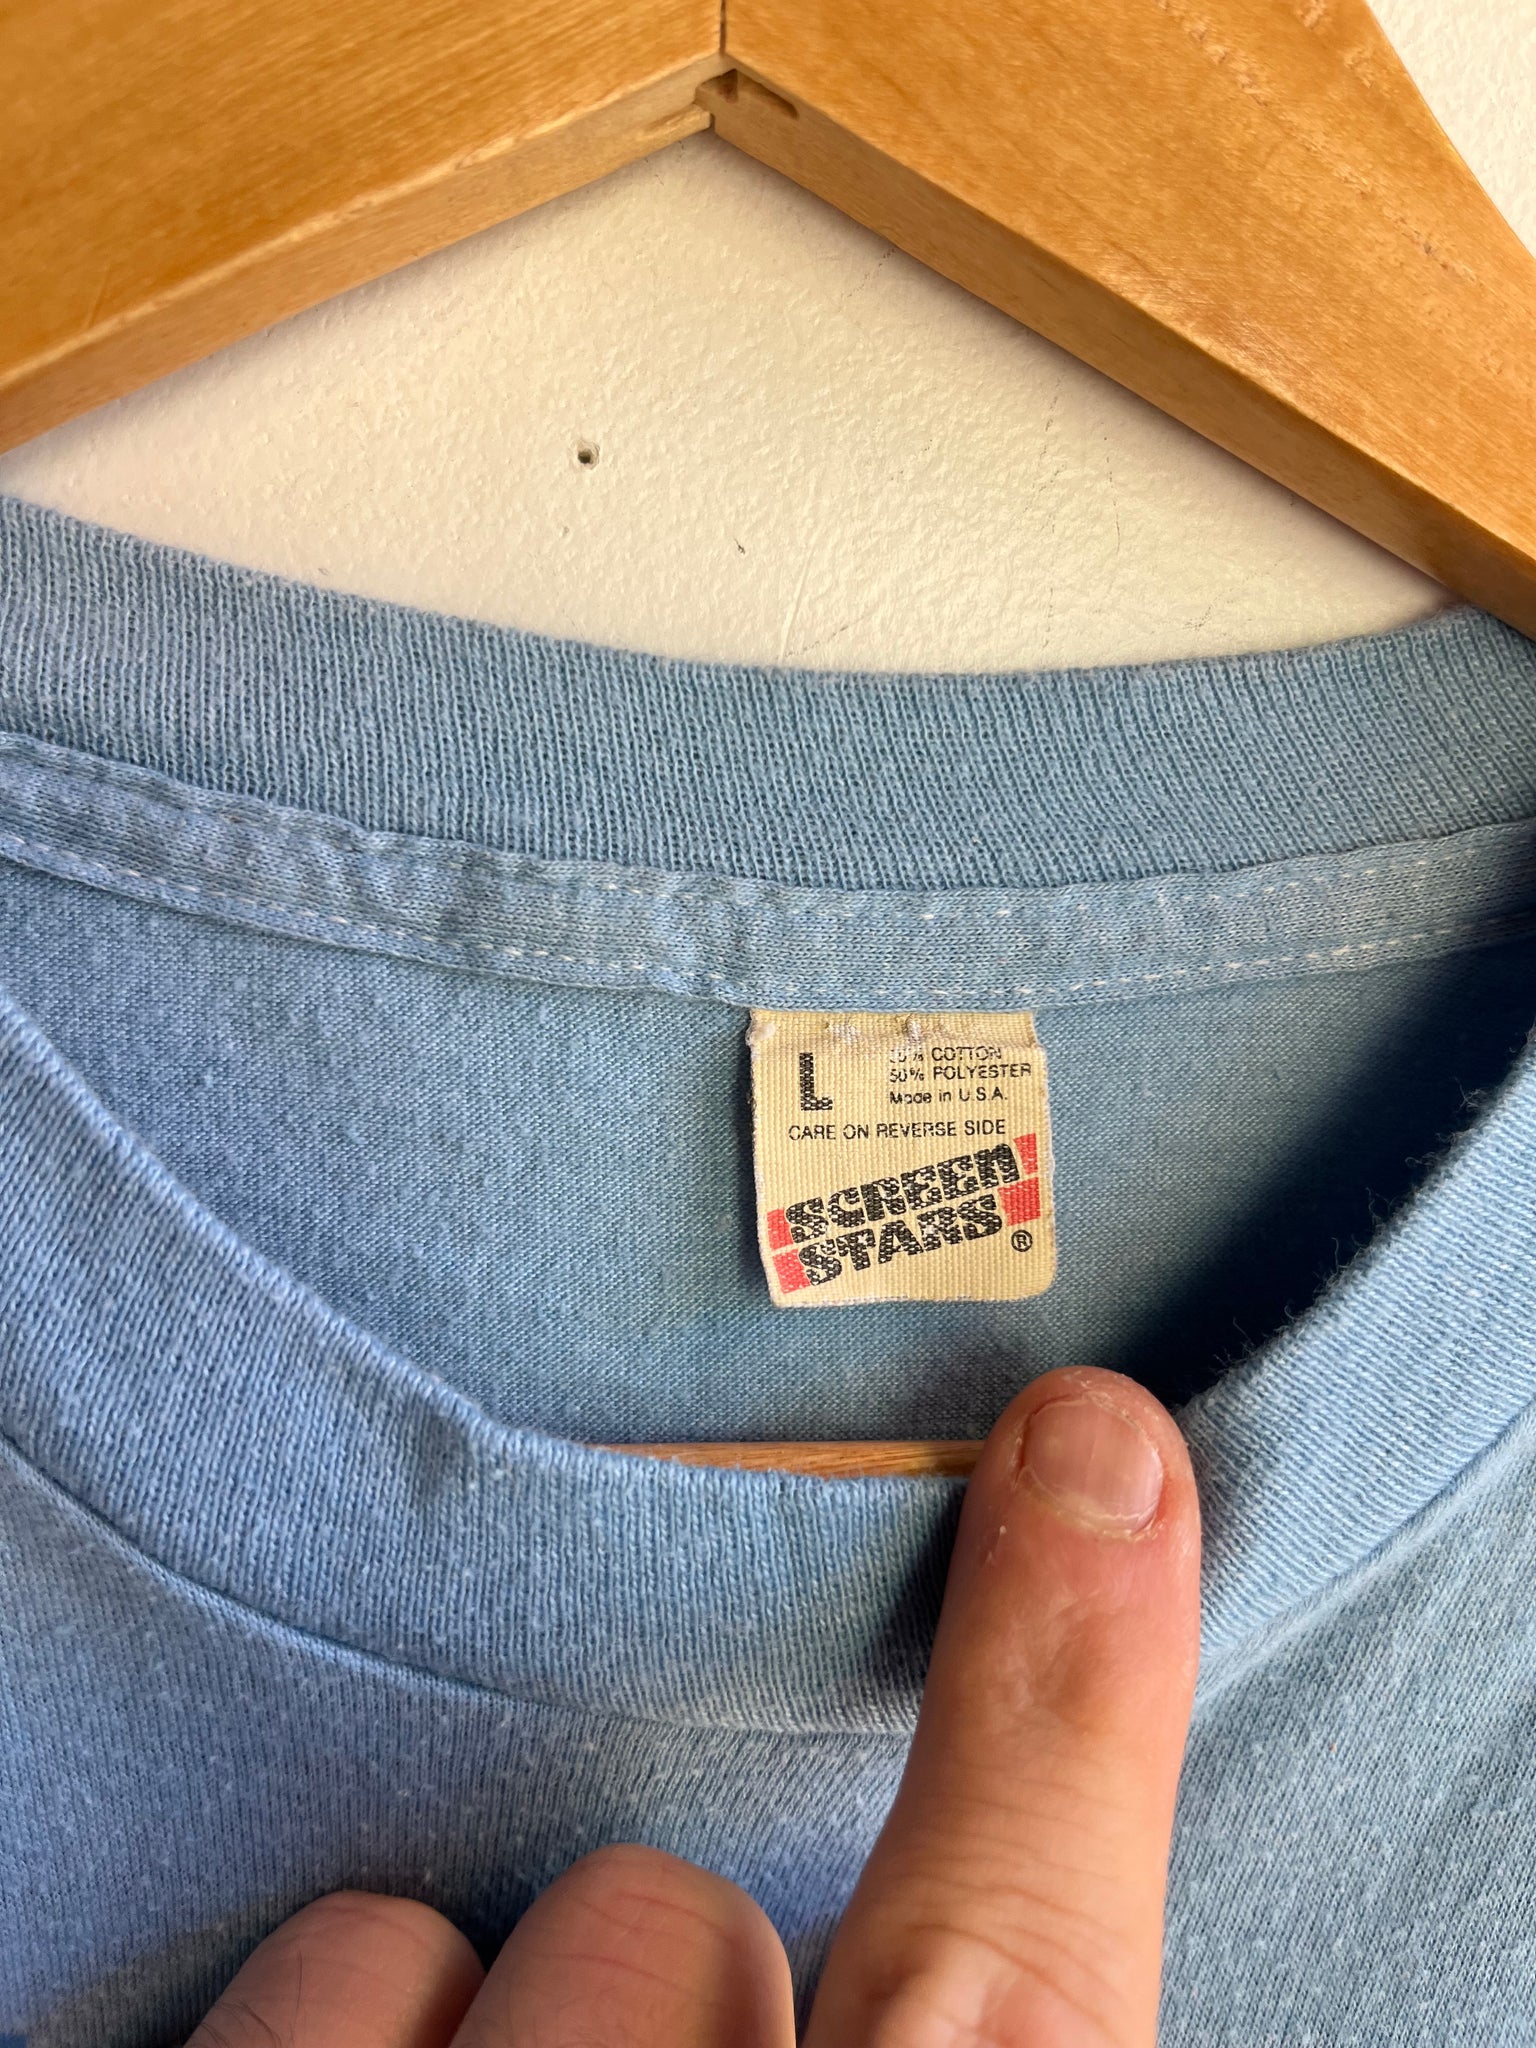 L
50% COTTON
50% POLYESTER
Made in U.S.A.
CARE ON REVERSE SIDE
SCREEN
STARS ®